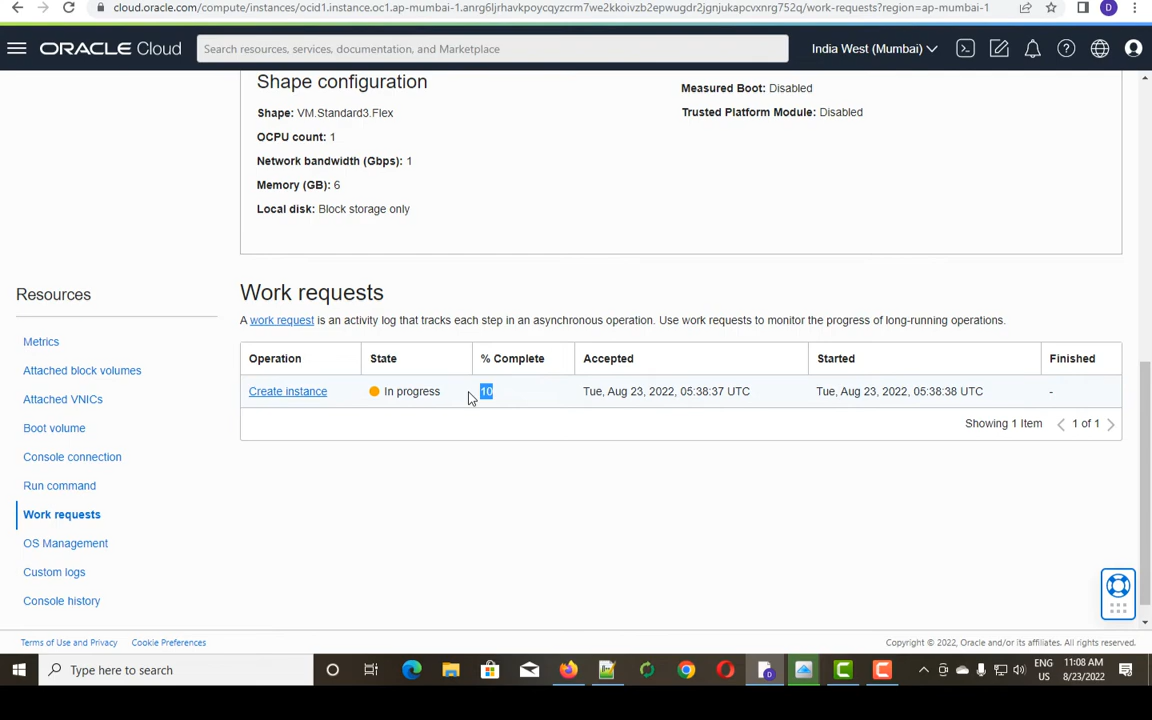 cloud.oracle.com/compute/instances/ocid1.instance.oc1.ap-mumbai-1.anrg6ljrhavkpoycqyzcrm7we2kkoivzb2epwugdr2jgnjukapcvxnrg752q/work-requests?region=ap-mumbai-1
D
ORACLE Cloud
Search resources, services, documentation, and Marketplace
India West (Mumbai)
Shape configuration
Shape: VM.Standard3.Flex
OCPU count: 1
Network bandwidth (Gbps): 1
Memory (GB): 6
Local disk: Block storage only
Measured Boot: Disabled
Trusted Platform Module: Disabled
Resources
Metrics
Attached block volumes
Attached VNICs
Boot volume
Console connection
Run command
Work requests
OS Management
Custom logs
Console history
Work requests
A work request is an activity log that tracks each step in an asynchronous operation. Use work requests to monitor the progress of long-running operations.
Operation State % Complete Accepted Started Finished
Create instance In progress 10 Tue, Aug 23, 2022, 05:38:37 UTC Tue, Aug 23, 2022, 05:38:38 UTC -
Showing 1 Item 1 of 1
Terms of Use and Privacy Cookie Preferences
Copyright © 2022, Oracle and/or its affiliates. All rights reserved.
Type here to search
ENG
US
11:08 AM
8/23/2022